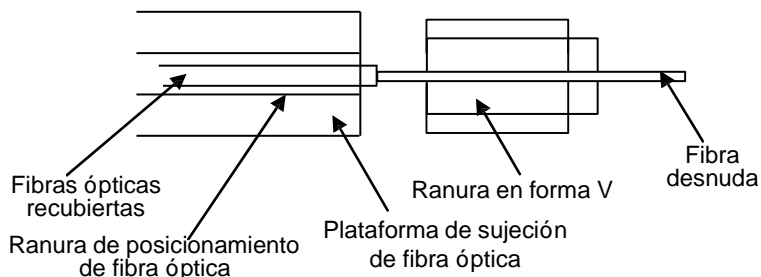 Fibras ópticas
recubiertas
Ranura de posicionamiento
de fibra óptica
Plataforma de sujeción
de fibra óptica
Ranura en forma V
Fibra
desnuda